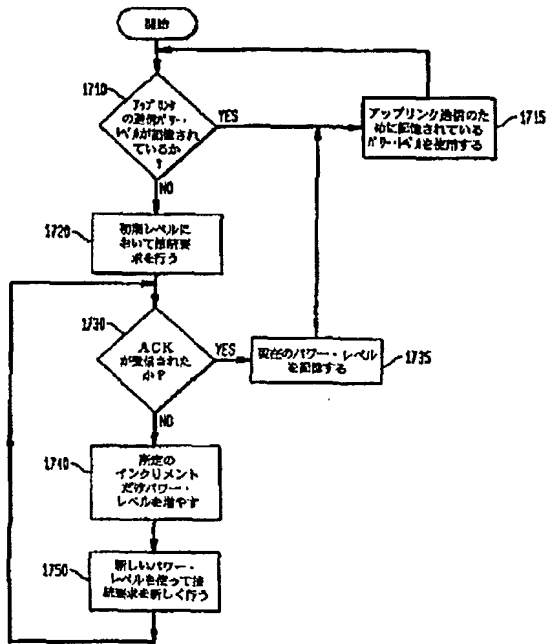 開始
1710
アップリンク
の送信パワー・
レベルが記憶されて
いるか
?
YES
アップリンク送信のた
めに記憶されている
パワー・レベルを使用する
1715
NO
1720
初期レベルに
おいて接続要
求を行う
1730
ACK
が受信された
か?
YES
現在のパワー・レベル
を記憶する
1735
NO
1740
所定の
インクリメント
だけパワー・
レベルを増やす
1750
新しいパワー・
レベルを使って接
続要求を新しく行う